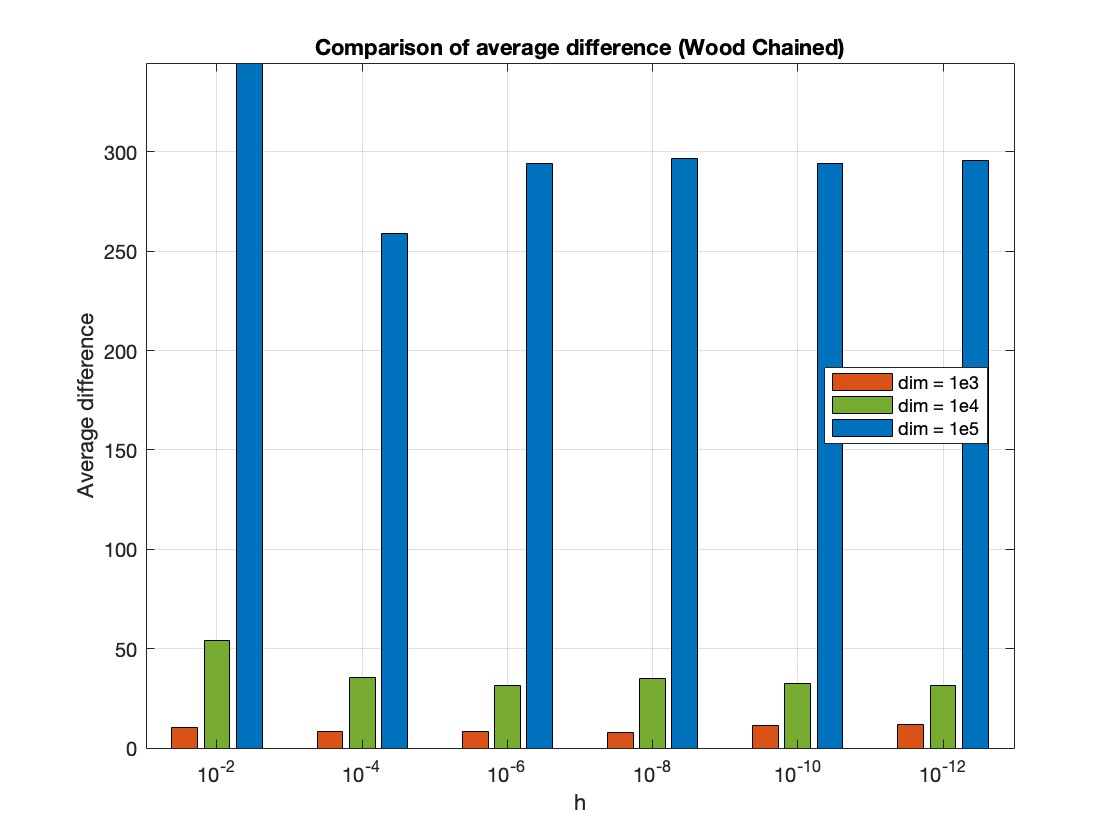 Comparison of average difference (Wood Chained)
Average difference
300
250
200
150
100
50
0
dim = 1e3
dim = 1e4
dim = 1e5
10^-2
10^-4
10^-6
10^-8
10^-10
10^-12
h